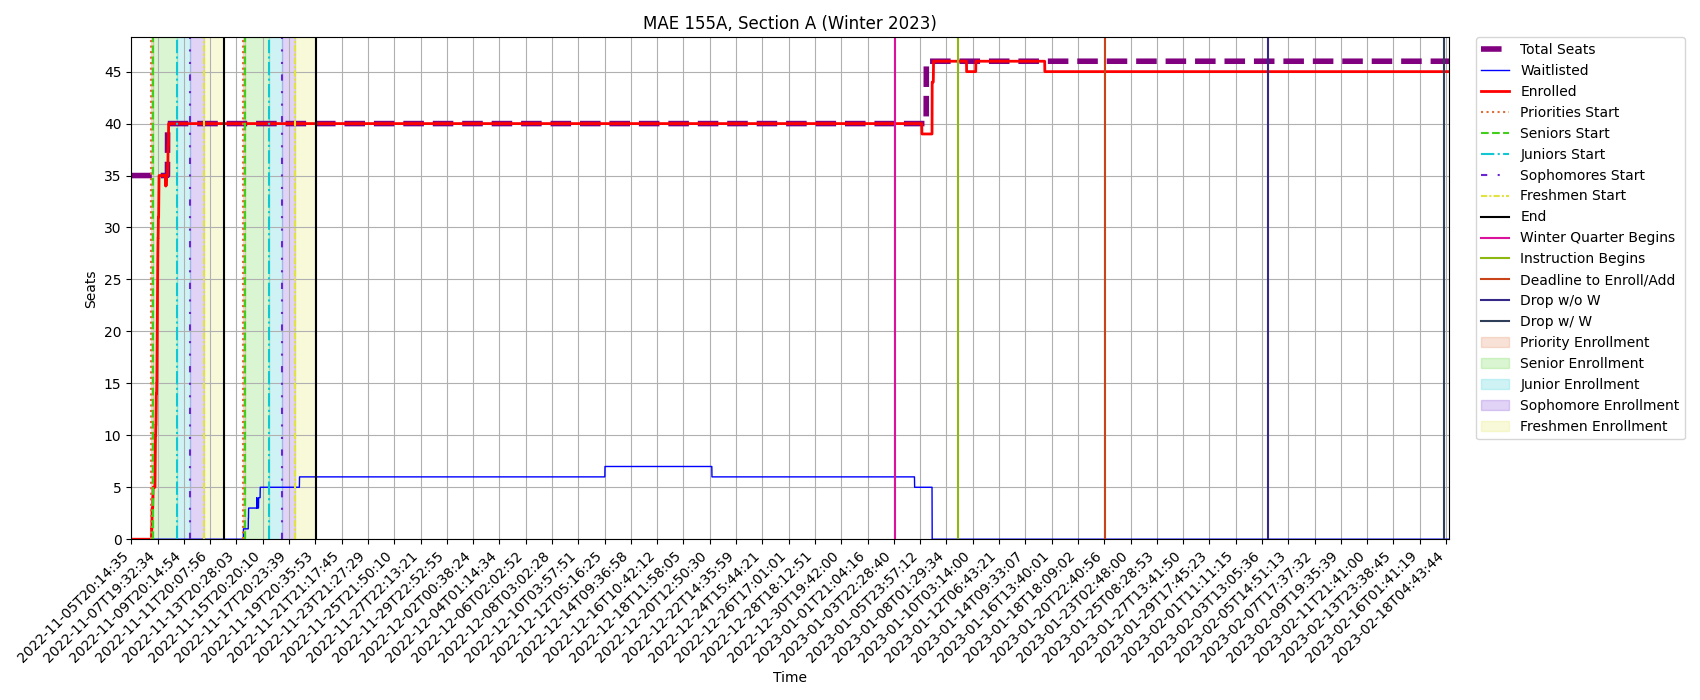 MAE 155A, Section A (Winter 2023)
Seats
45
40
35
30
25
20
15
10
5
0
2022-11-05T20:14:35
2022-11-07T19:32:34
2022-11-09T20:14:54
2022-11-11T20:07:56
2022-11-13T20:28:03
2022-11-15T20:20:10
2022-11-17T20:23:39
2022-11-19T20:35:53
2022-11-21T21:17:45
2022-11-23T21:27:29
2022-11-25T21:50:10
2022-11-27T22:13:21
2022-11-29T22:52:55
2022-12-02T00:38:24
2022-12-04T01:14:34
2022-12-06T02:02:52
2022-12-08T03:02:28
2022-12-10T03:57:51
2022-12-12T05:16:25
2022-12-14T09:36:58
2022-12-16T10:42:12
2022-12-18T11:58:05
2022-12-20T12:50:30
2022-12-22T14:35:59
2022-12-24T15:44:21
2022-12-26T17:01:01
2022-12-28T18:12:51
2022-12-30T19:42:00
2023-01-01T21:04:16
2023-01-03T22:28:40
2023-01-05T23:57:12
2023-01-08T01:29:34
2023-01-10T03:14:00
2023-01-12T06:43:21
2023-01-14T09:33:07
2023-01-16T13:40:01
2023-01-18T18:09:02
2023-01-20T22:40:56
2023-01-23T02:48:00
2023-01-25T08:28:53
2023-01-27T13:41:50
2023-01-29T17:45:23
2023-02-01T11:11:15
2023-02-03T13:05:36
2023-02-05T14:51:13
2023-02-07T17:37:32
2023-02-09T19:35:39
2023-02-11T21:41:00
2023-02-13T23:38:45
2023-02-16T01:41:19
2023-02-18T04:43:44
Time
Total Seats
Waitlisted
Enrolled
Priorities Start
Seniors Start
Juniors Start
Sophomores Start
Freshmen Start
End
Winter Quarter Begins
Instruction Begins
Deadline to Enroll/Add
Drop w/o W
Drop w/ W
Priority Enrollment
Senior Enrollment
Junior Enrollment
Sophomore Enrollment
Freshmen Enrollment